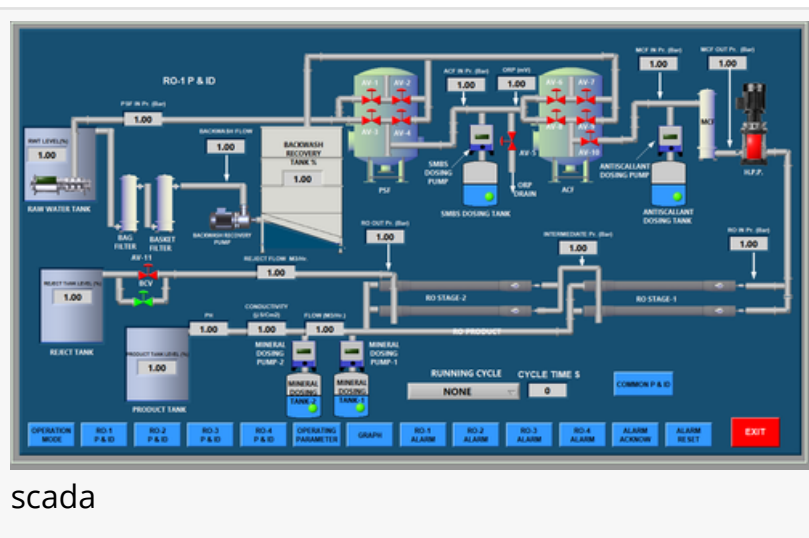 RO-1 P & ID
PSF IN Pr. (Bar)
1.00
RWT LEVEL(%)
1.00
RAW WATER TANK
BACKWASH FLOW
1.00
BACKWASH
RECOVERY
TANK %
1.00
BAG
FILTER
BASKET
FILTER
BACKWASH RECOVERY
PUMP
AV-1
AV-2
AV-3
AV-4
PSF
ACF IN Pr. (Bar)
1.00
ORP (mV)
1.00
SMBS
DOSING
PUMP
AV-5
ORP
DRAIN
SMBS DOSING TANK
AV-6
AV-7
AV-8
AV-9
AV-10
ACF
MCF IN Pr. (Bar)
1.00
MCF OUT Pr. (Bar)
1.00
ANTISCALLANT
DOSING PUMP
ANTISCALLANT
DOSING TANK
MCF
H.P.P.
RO OUT Pr. (Bar)
1.00
INTERMEDIATE Pr. (Bar)
1.00
RO IN Pr. (Bar)
1.00
AV-11
BCV
REJECT FLOW M3/Hr.
1.00
REJECT TANK LEVEL (%)
1.00
REJECT TANK
RO STAGE-2
RO STAGE-1
RO PRODUCT
PH
1.00
CONDUCTIVITY
1.00
FLOW (M3/Hr.)
1.00
PRODUCT TANK LEVEL (%)
1.00
PRODUCT TANK
MINERAL
DOSING
PUMP-2
MINERAL
DOSING
PUMP-1
MINERAL
DOSING
TANK-2
MINERAL
DOSING
TANK-1
RUNNING CYCLE
NONE
CYCLE TIME S
0
COMMON P & ID
OPERATION
MODE
RO-1
P & ID
RO-2
P & ID
RO-3
P & ID
RO-4
P & ID
OPERATING
PARAMETER
GRAPH
RO-1
ALARM
RO-2
ALARM
RO-3
ALARM
RO-4
ALARM
ALARM
ACKNOW
ALARM
RESET
EXIT
scada